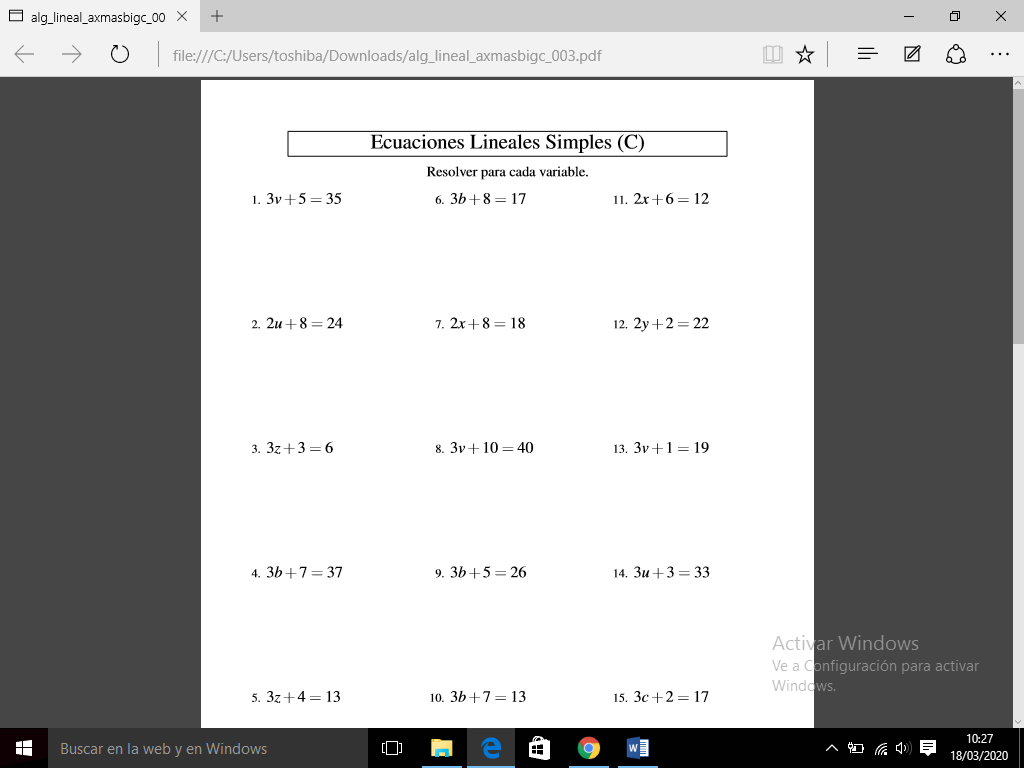 alg_lineal_axmasbigc_00
file:///C:/Users/toshiba/Downloads/alg_lineal_axmasbigc_003.pdf
Ecuaciones Lineales Simples (C)
Resolver para cada variable.
1. 3v + 5 = 35
6. 3b + 8 = 17
11. 2x + 6 = 12
2. 2u + 8 = 24
7. 2x + 8 = 18
12. 2y + 2 = 22
3. 3z + 3 = 6
8. 3v + 10 = 40
13. 3v + 1 = 19
4. 3b + 7 = 37
9. 3b + 5 = 26
14. 3u + 3 = 33
5. 3z + 4 = 13
10. 3b + 7 = 13
15. 3c + 2 = 17
Activar Windows
Ve a Configuración para activar
Windows.
Buscar en la web y en Windows
10:27
18/03/2020